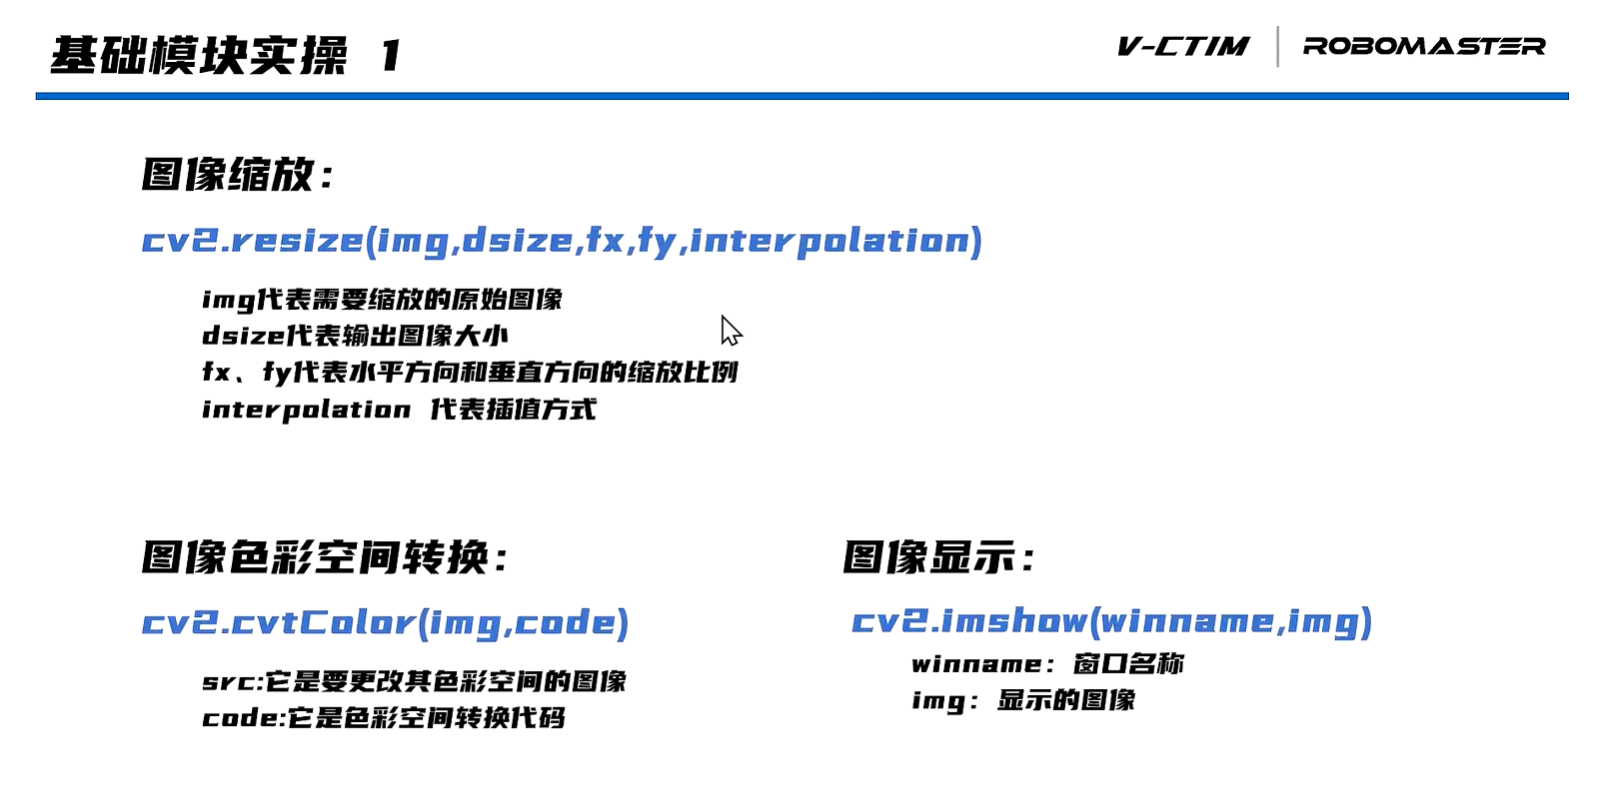 基础模块实操 1
V-CTIM | ROBOMASTER
图像缩放：
cv2.resize(img,dsize,fx,fy,interpolation)
img代表需要缩放的原始图像
dsize代表输出图像大小
fx、fy代表水平方向和垂直方向的缩放比例
interpolation 代表插值方式
图像色彩空间转换：
cv2.cvtColor(img,code)
src:它是要更改其色彩空间的图像
code:它是色彩空间转换代码
图像显示：
cv2.imshow(winname,img)
winname：窗口名称
img：显示的图像